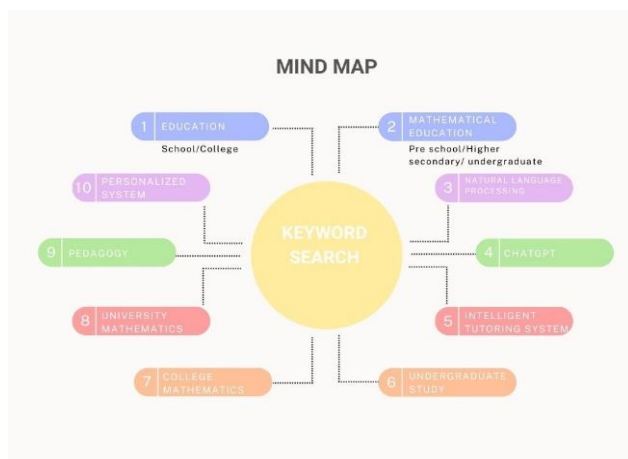 MIND MAP
1 EDUCATION
School/College
2 MATHEMATICAL
EDUCATION
Pre school/Higher
secondary/ undergraduate
10 PERSONALIZED
SYSTEM
3 NATURAL LANGUAGE
PROCESSING
KEYWORD
SEARCH
9 PEDAGOGY
4 CHATGPT
8 UNIVERSITY
MATHEMATICS
5 INTELLIGENT
TUTORING SYSTEM
7 COLLEGE
MATHEMATICS
6 UNDERGRADUATE
STUDY